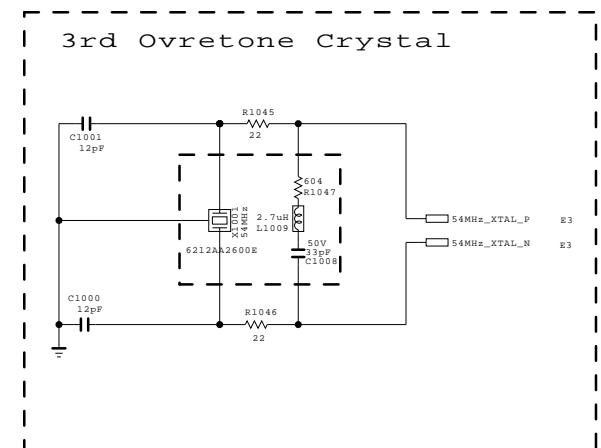 3rd Ovretone Crystal
R1045
22
C1001
12pF
604
R1047
X1001
54MHz
2.7uH
L1009
6212AA2600E
50V
33pF
C1008
54MHz_XTAL_P E3
54MHz_XTAL_N E3
C1000
12pF
R1046
22